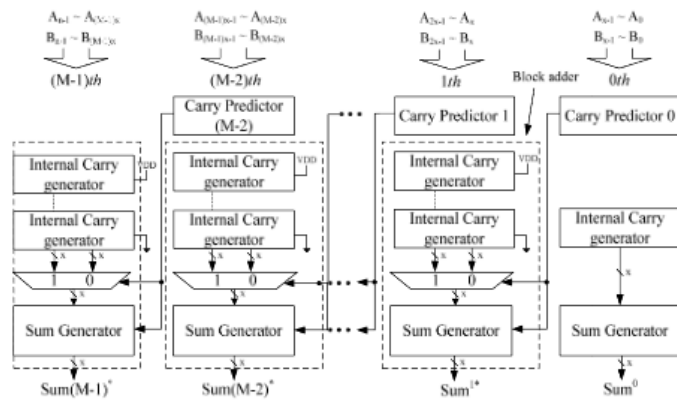 A_{n-1} ~ A_{(M-1)x} A_{(M-1)x-1} ~ A_{(M-2)x} A_{2x-1} ~ A_x A_{x-1} ~ A_0
B_{n-1} ~ B_{(M-1)x} B_{(M-1)x-1} ~ B_{(M-2)x} B_{2x-1} ~ B_x B_{x-1} ~ B_0
(M-1)th (M-2)th 1th Block adder 0th
Carry Predictor (M-2) Carry Predictor 1 Carry Predictor 0
Internal Carry generator VDD Internal Carry generator VDD Internal Carry generator VDD
Internal Carry generator Internal Carry generator Internal Carry generator Internal Carry generator
x x x x x x x
1 0 1 0 1 0
x x x
Sum Generator Sum Generator Sum Generator Sum Generator
x x x x
Sum(M-1)* Sum(M-2)* Sum^{1*} Sum^0